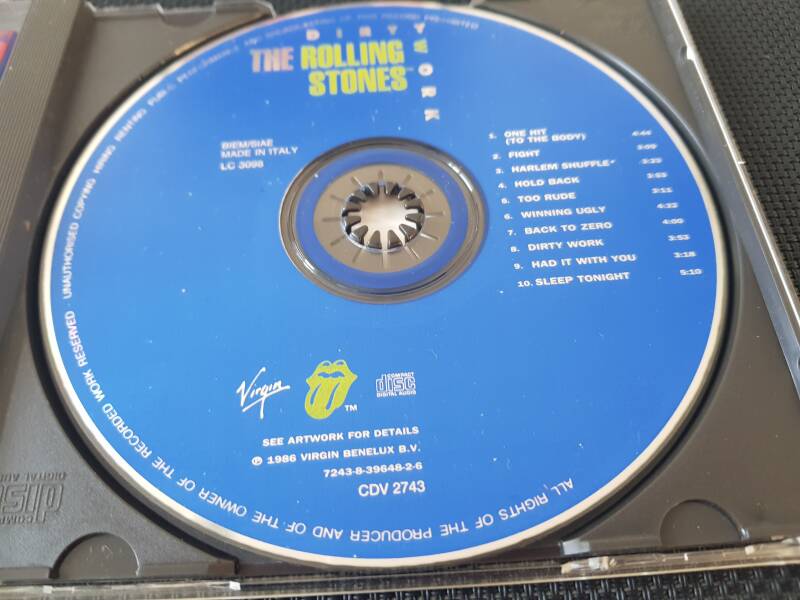 DIRTY WORK
THE ROLLING
STONES™
BIEM/SIAE
MADE IN ITALY
LC 3098
1. ONE HIT
(TO THE BODY) 4:44
2. FIGHT 3:09
3. HARLEM SHUFFLE* 3:23
4. HOLD BACK 3:53
5. TOO RUDE 3:11
6. WINNING UGLY 4:32
7. BACK TO ZERO 4:00
8. DIRTY WORK 3:53
9. HAD IT WITH YOU 3:18
10. SLEEP TONIGHT 5:10
Virgin
TM
COMPACT
disc
DIGITAL AUDIO
SEE ARTWORK FOR DETAILS
℗ 1986 VIRGIN BENELUX B.V.
7243-8-39648-2-6
CDV 2743
ALL RIGHTS OF THE PRODUCER AND OF THE OWNER OF THE RECORDED WORK RESERVED · UNAUTHORISED COPYING HIRING RENTING PUBLIC PERFORMANCE AND BROADCASTING OF THIS RECORD PROHIBITED
disc